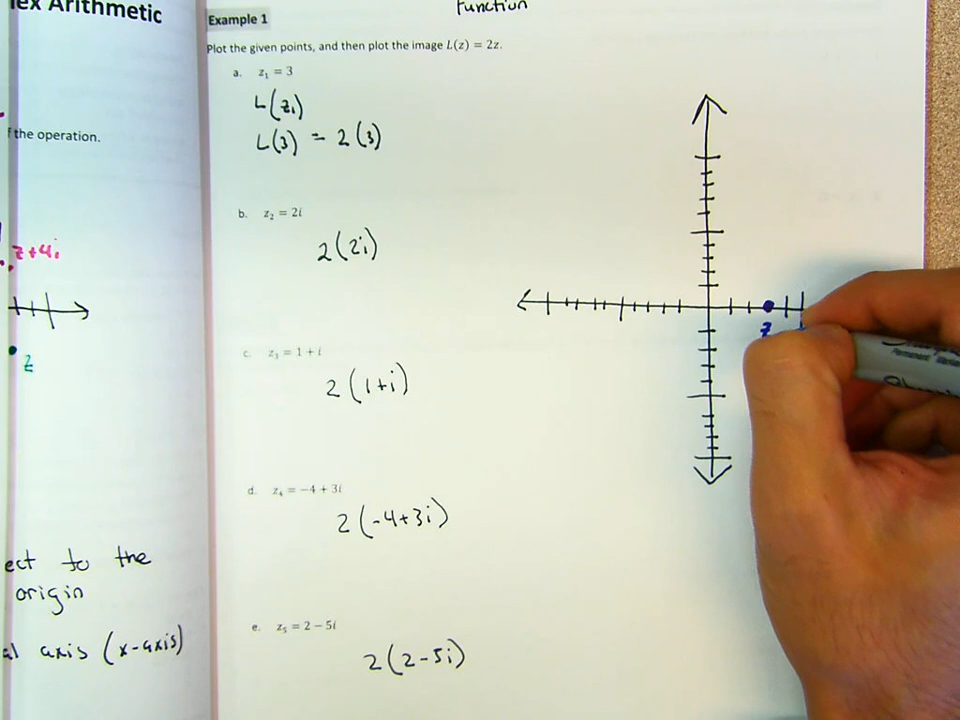 Arithmetic
f the operation.
z+4i
z
ect to the
origin
al axis (x-axis)
function
Example 1
Plot the given points, and then plot the image L(z) = 2z.
a. z₁ = 3
L(z₁)
L(3) = 2(3)
b. z₂ = 2i
2(2i)
c. z₃ = 1 + i
2(1+i)
d. z₄ = −4 + 3i
2(-4+3i)
e. z₅ = 2 − 5i
2(2-5i)
z
Permanent Marker